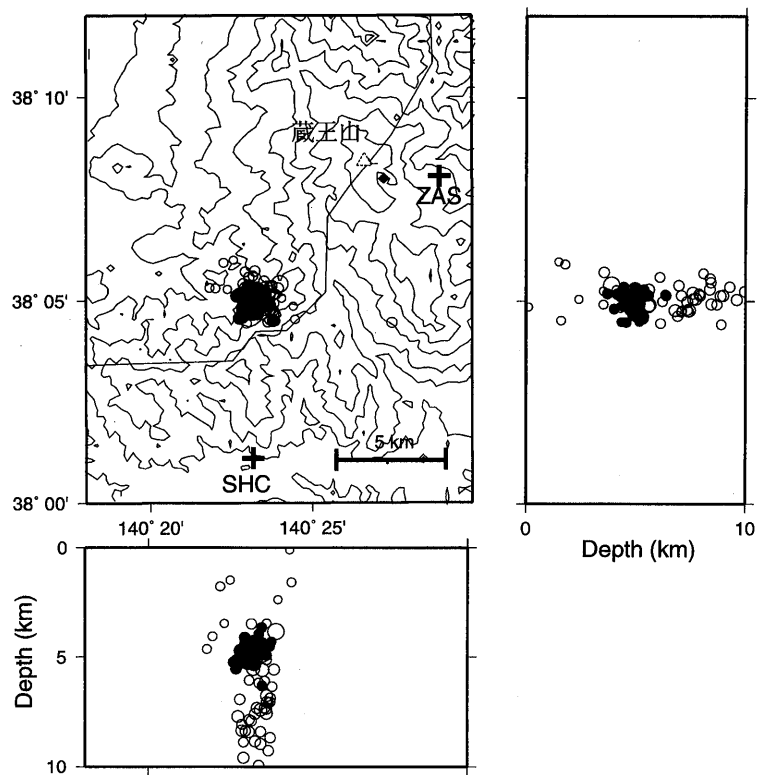 38° 10'
蔵王山
ZAS
38° 05'
5 km
SHC
38° 00'
140° 20'
140° 25'
0
10
Depth (km)
0
5
10
Depth (km)